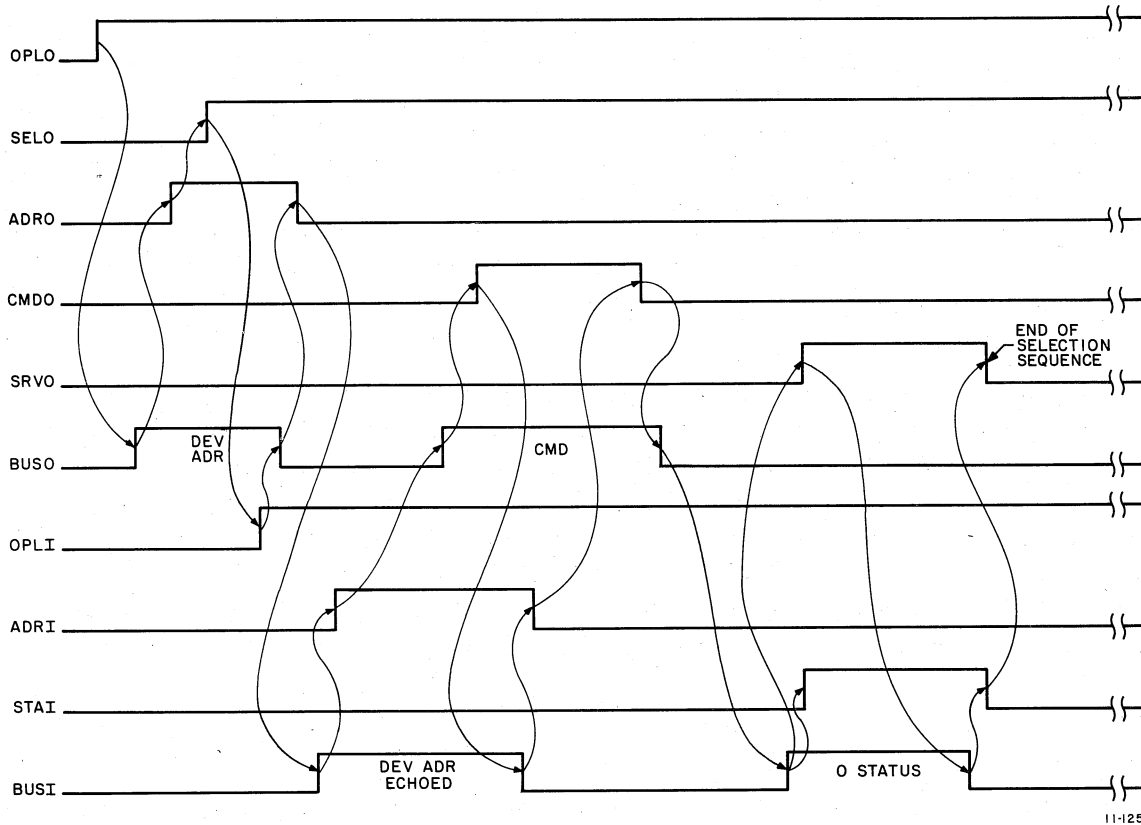 OPLO
SELO
ADRO
CMDO
SRVO
END OF
SELECTION
SEQUENCE
BUSO
DEV
ADR
CMD
OPLI
ADRI
STAI
BUSI
DEV ADR
ECHOED
O STATUS
11-125